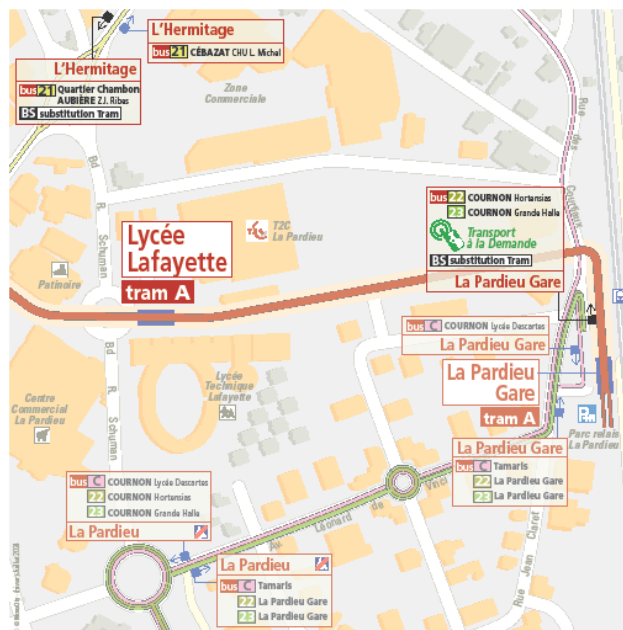 L'Hermitage
bus 21 CÉBAZAT CHU L. Michel
L'Hermitage
bus 21 Quartier Chambon
AUBIÈRE Z.I. Ribas
BS substitution Tram
Zone
Commerciale
Rue des Courtiaux
Bd R. Schuman
T2C
La Pardieu
bus 22 COURNON Hortensias
23 COURNON Grande Halle
Transport
à la Demande
BS substitution Tram
La Pardieu Gare
Lycée
Lafayette
tram A
Patinoire
bus C COURNON Lycée Descartes
La Pardieu Gare
La Pardieu
Gare
tram A
Bd R. Schuman
Lycée
Technique
Lafayette
Centre
Commercial
La Pardieu
P+R
Parc relais
La Pardieu
La Pardieu Gare
bus C Tamaris
22 La Pardieu Gare
23 La Pardieu Gare
bus C COURNON Lycée Descartes
22 COURNON Hortensias
23 COURNON Grande Halle
La Pardieu
Av. Léonard de Vinci
Rue Jean Claret
La Pardieu
bus C Tamaris
22 La Pardieu Gare
23 La Pardieu Gare